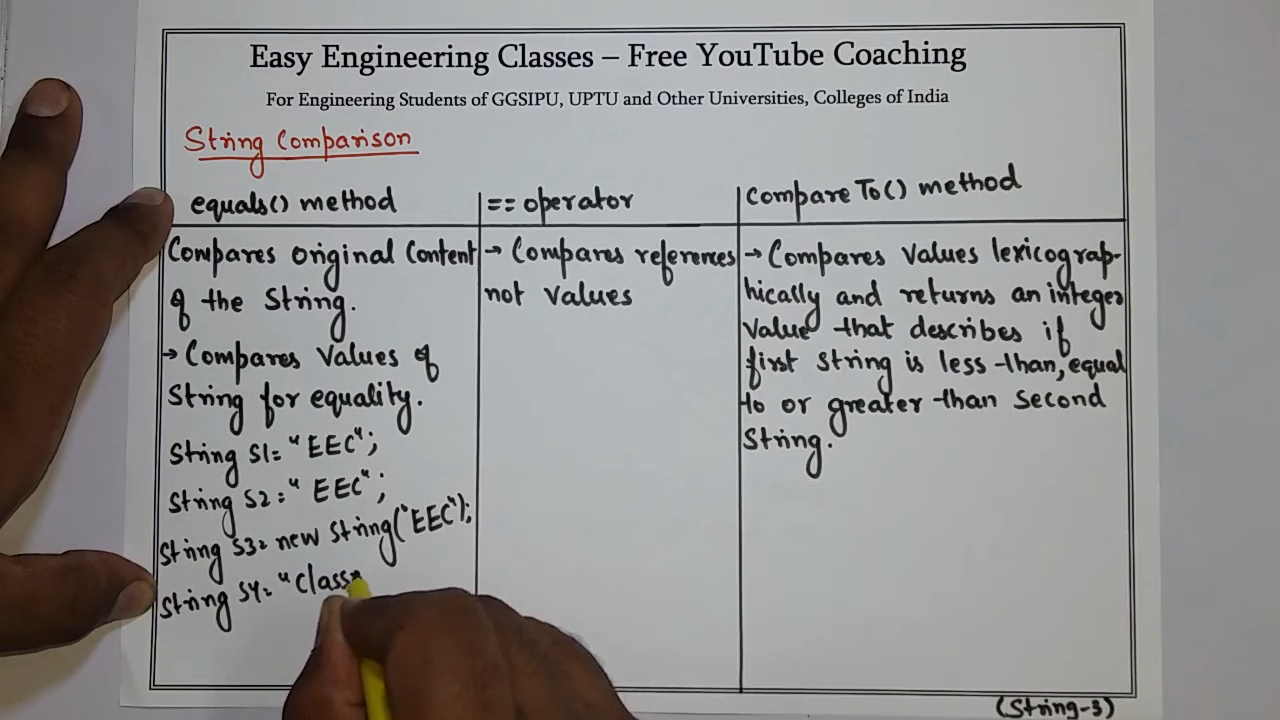 Easy Engineering Classes – Free YouTube Coaching
For Engineering Students of GGSIPU, UPTU and Other Universities, Colleges of India
String Comparison
equals() method
Compares original Content
of the String.
→ Compares values of
String for equality.
String S1= "EEC";
String S2= "EEC";
String S3= new String("EEC");
String S4= "Class
== operator
→ Compares references
not values
CompareTo() method
→ Compares values lexicograp-
hically and returns an integer
value that describes if
first string is less than, equal
to or greater than second
String.
(String-3)